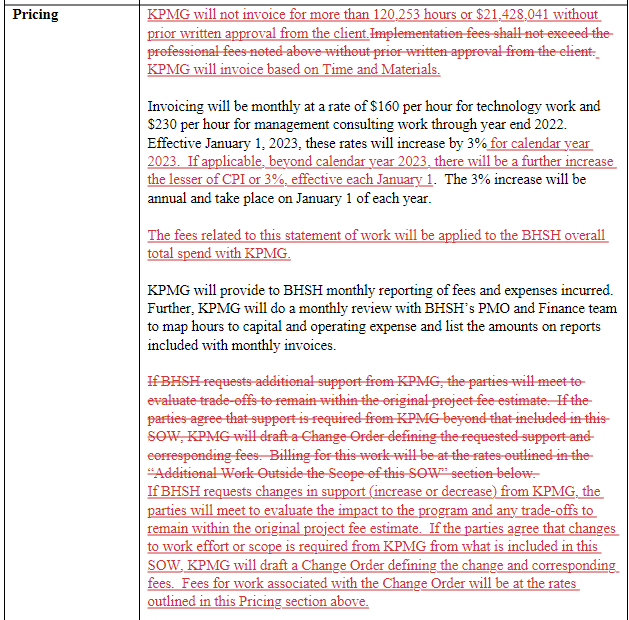 Pricing
KPMG will not invoice for more than 120,253 hours or $21,428,041 without
prior written approval from the client.Implementation fees shall not exceed the
professional fees noted above without prior written approval from the client.
KPMG will invoice based on Time and Materials.
Invoicing will be monthly at a rate of $160 per hour for technology work and
$230 per hour for management consulting work through year end 2022.
Effective January 1, 2023, these rates will increase by 3% for calendar year
2023.  If applicable, beyond calendar year 2023, there will be a further increase
the lesser of CPI or 3%, effective each January 1.  The 3% increase will be
annual and take place on January 1 of each year.
The fees related to this statement of work will be applied to the BHSH overall
total spend with KPMG.
KPMG will provide to BHSH monthly reporting of fees and expenses incurred.
Further, KPMG will do a monthly review with BHSH’s PMO and Finance team
to map hours to capital and operating expense and list the amounts on reports
included with monthly invoices.
If BHSH requests additional support from KPMG, the parties will meet to
evaluate trade-offs to remain within the original project fee estimate.  If the
parties agree that support is required from KPMG beyond that included in this
SOW, KPMG will draft a Change Order defining the requested support and
corresponding fees.  Billing for this work will be at the rates outlined in the
“Additional Work Outside the Scope of this SOW” section below.
If BHSH requests changes in support (increase or decrease) from KPMG, the
parties will meet to evaluate the impact to the program and any trade-offs to
remain within the original project fee estimate.  If the parties agree that changes
to work effort or scope is required from KPMG from what is included in this
SOW, KPMG will draft a Change Order defining the change and corresponding
fees.  Fees for work associated with the Change Order will be at the rates
outlined in this Pricing section above.